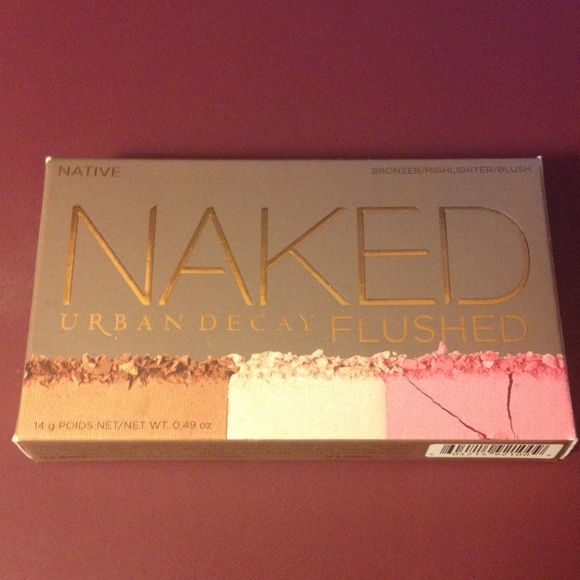 NATIVE
BRONZER/HIGHLIGHTER/BLUSH
NAKED
URBAN DECAY FLUSHED
14 g POIDS.NET/NET WT. 0.49 oz